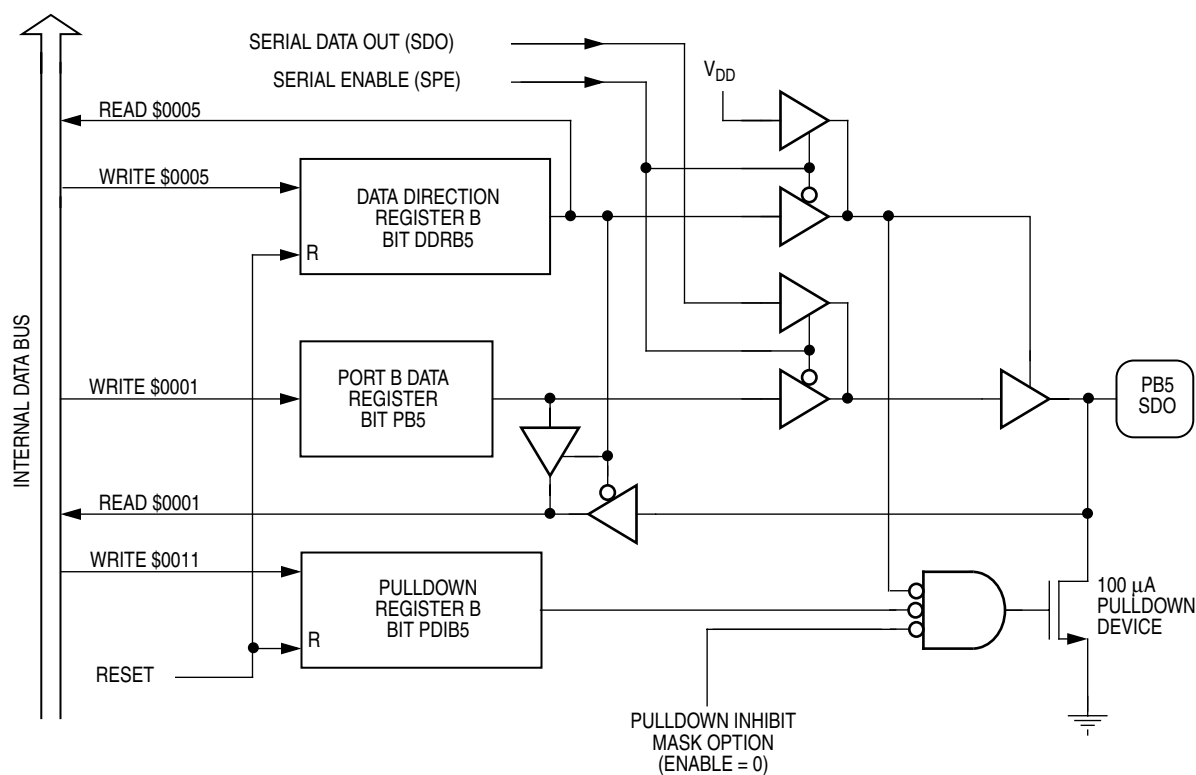 SERIAL DATA OUT (SDO)
SERIAL ENABLE (SPE)
VDD
READ $0005
WRITE $0005
DATA DIRECTION
REGISTER B
BIT DDRB5
R
INTERNAL DATA BUS
WRITE $0001
PORT B DATA
REGISTER
BIT PB5
PB5
SDO
READ $0001
WRITE $0011
PULLDOWN
REGISTER B
BIT PDIB5
R
100 µA
PULLDOWN
DEVICE
RESET
PULLDOWN INHIBIT
MASK OPTION
(ENABLE = 0)